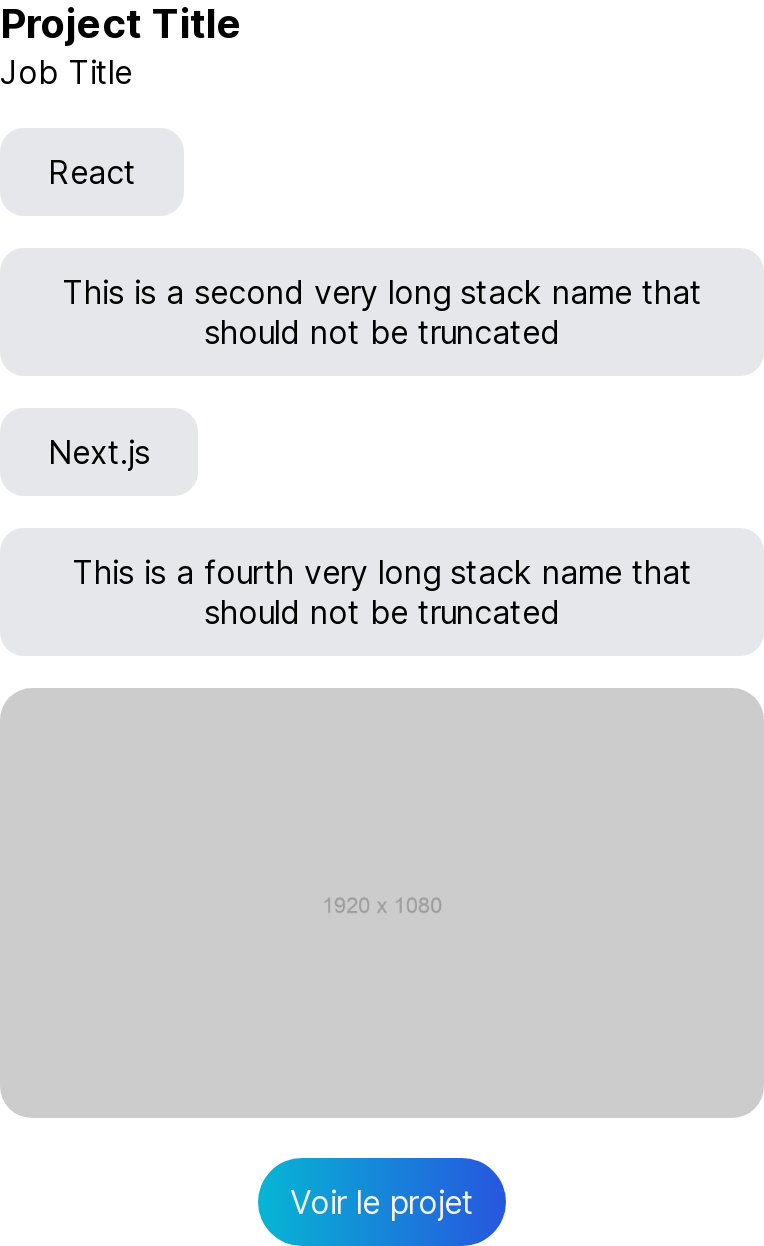 Project Title
Job Title
React
This is a second very long stack name that
should not be truncated
Next.js
This is a fourth very long stack name that
should not be truncated
1920 x 1080
Voir le projet